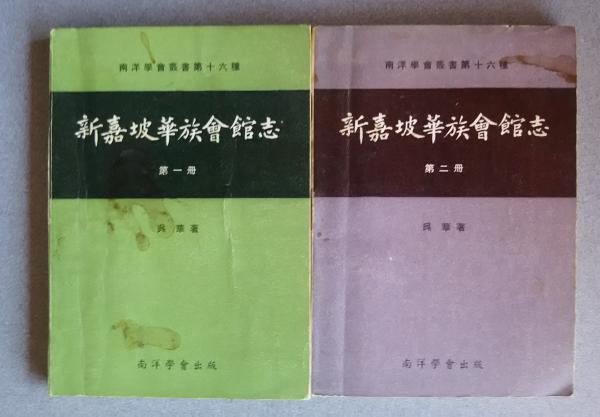 南洋學會叢書第十六種
新嘉坡華族會館志
第一册
吳華著
南洋學會出版
南洋學會叢書第十六種
新嘉坡華族會館志
第二册
吳華著
南洋學會出版